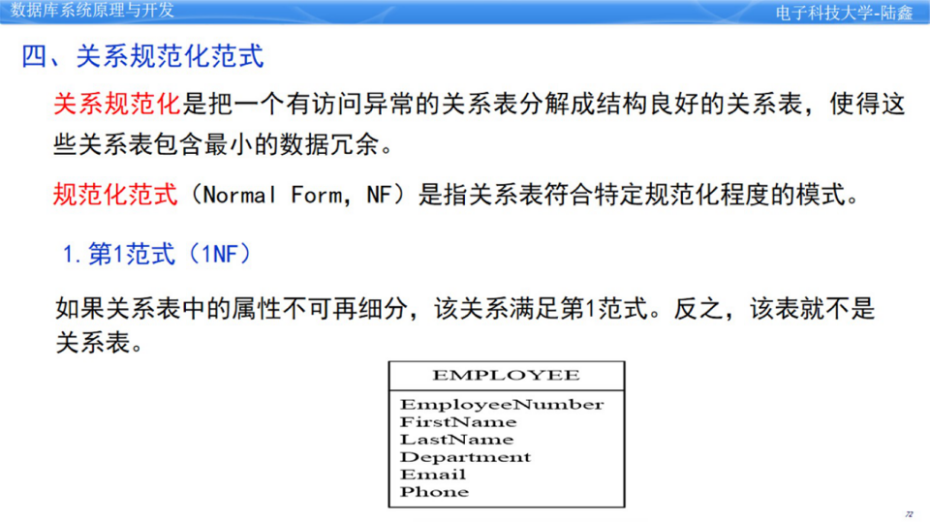 数据库系统原理与开发
电子科技大学-陆鑫
四、关系规范化范式
关系规范化是把一个有访问异常的关系表分解成结构良好的关系表，使得这
些关系表包含最小的数据冗余。
规范化范式（Normal Form，NF）是指关系表符合特定规范化程度的模式。
1.第1范式（1NF）
如果关系表中的属性不可再细分，该关系满足第1范式。反之，该表就不是
关系表。
EMPLOYEE
EmployeeNumber
FirstName
LastName
Department
Email
Phone